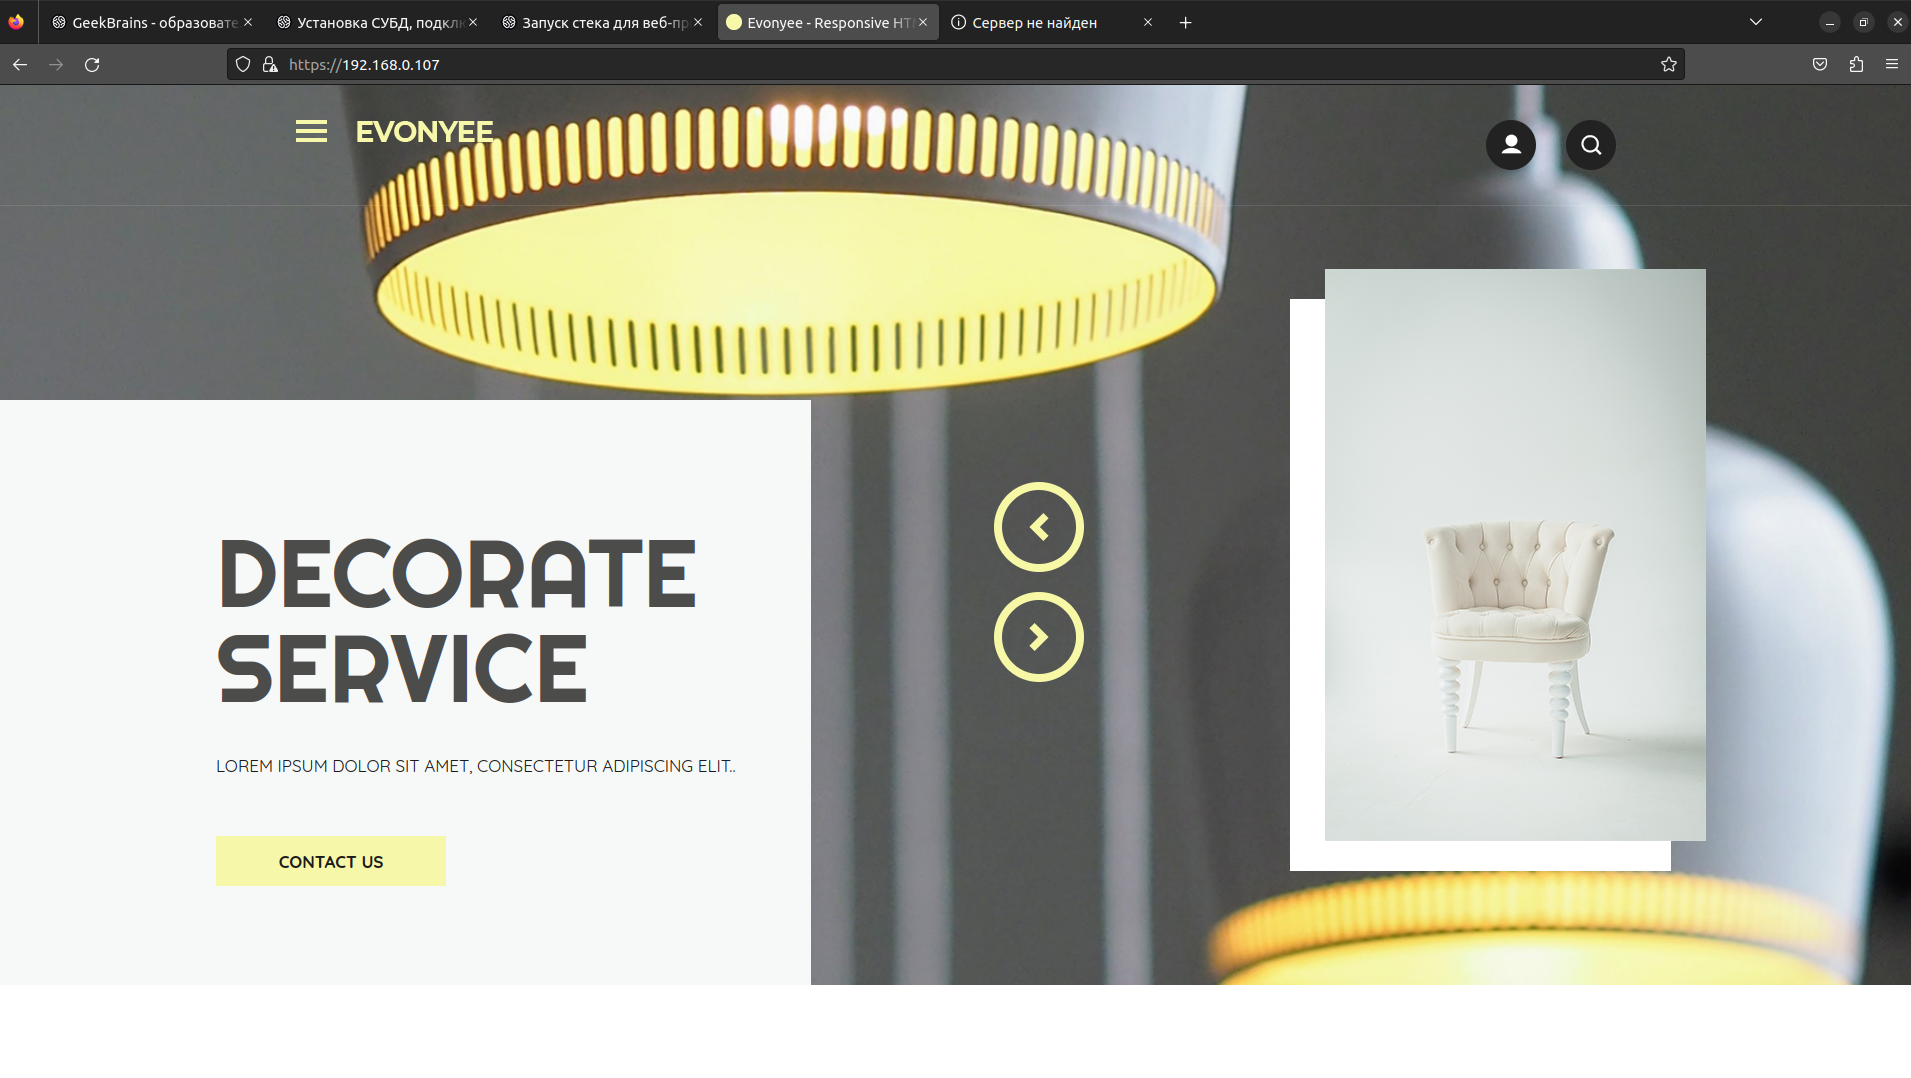 GeekBrains - образовате
Установка СУБД, подкл
Запуск стека для веб-пр
Evonyee - Responsive HT
Сервер не найден
https://192.168.0.107
EVONYEE
DECORATE
SERVICE
LOREM IPSUM DOLOR SIT AMET, CONSECTETUR ADIPISCING ELIT..
CONTACT US